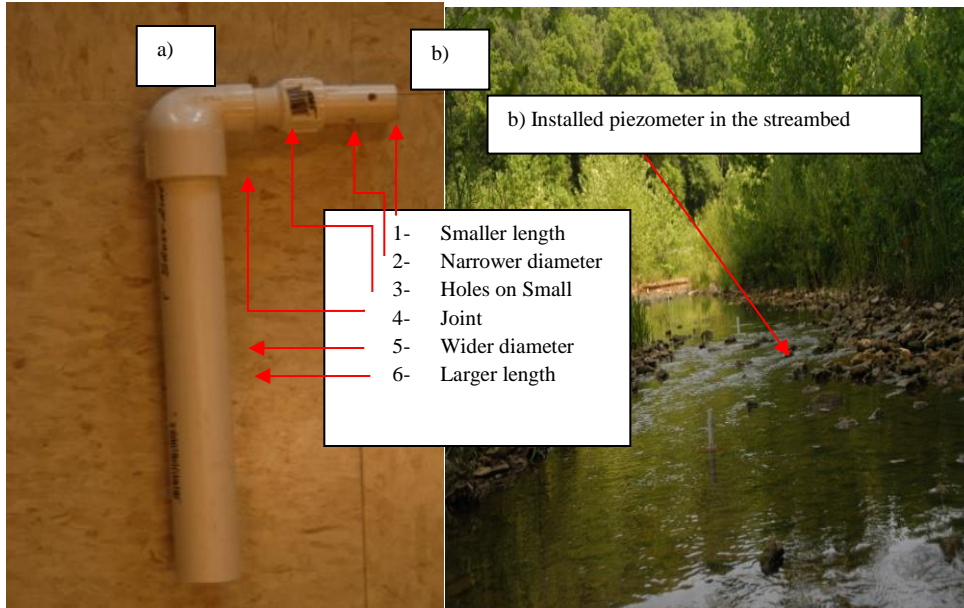 a)
b)
b) Installed piezometer in the streambed
1- Smaller length
2- Narrower diameter
3- Holes on Small
4- Joint
5- Wider diameter
6- Larger length